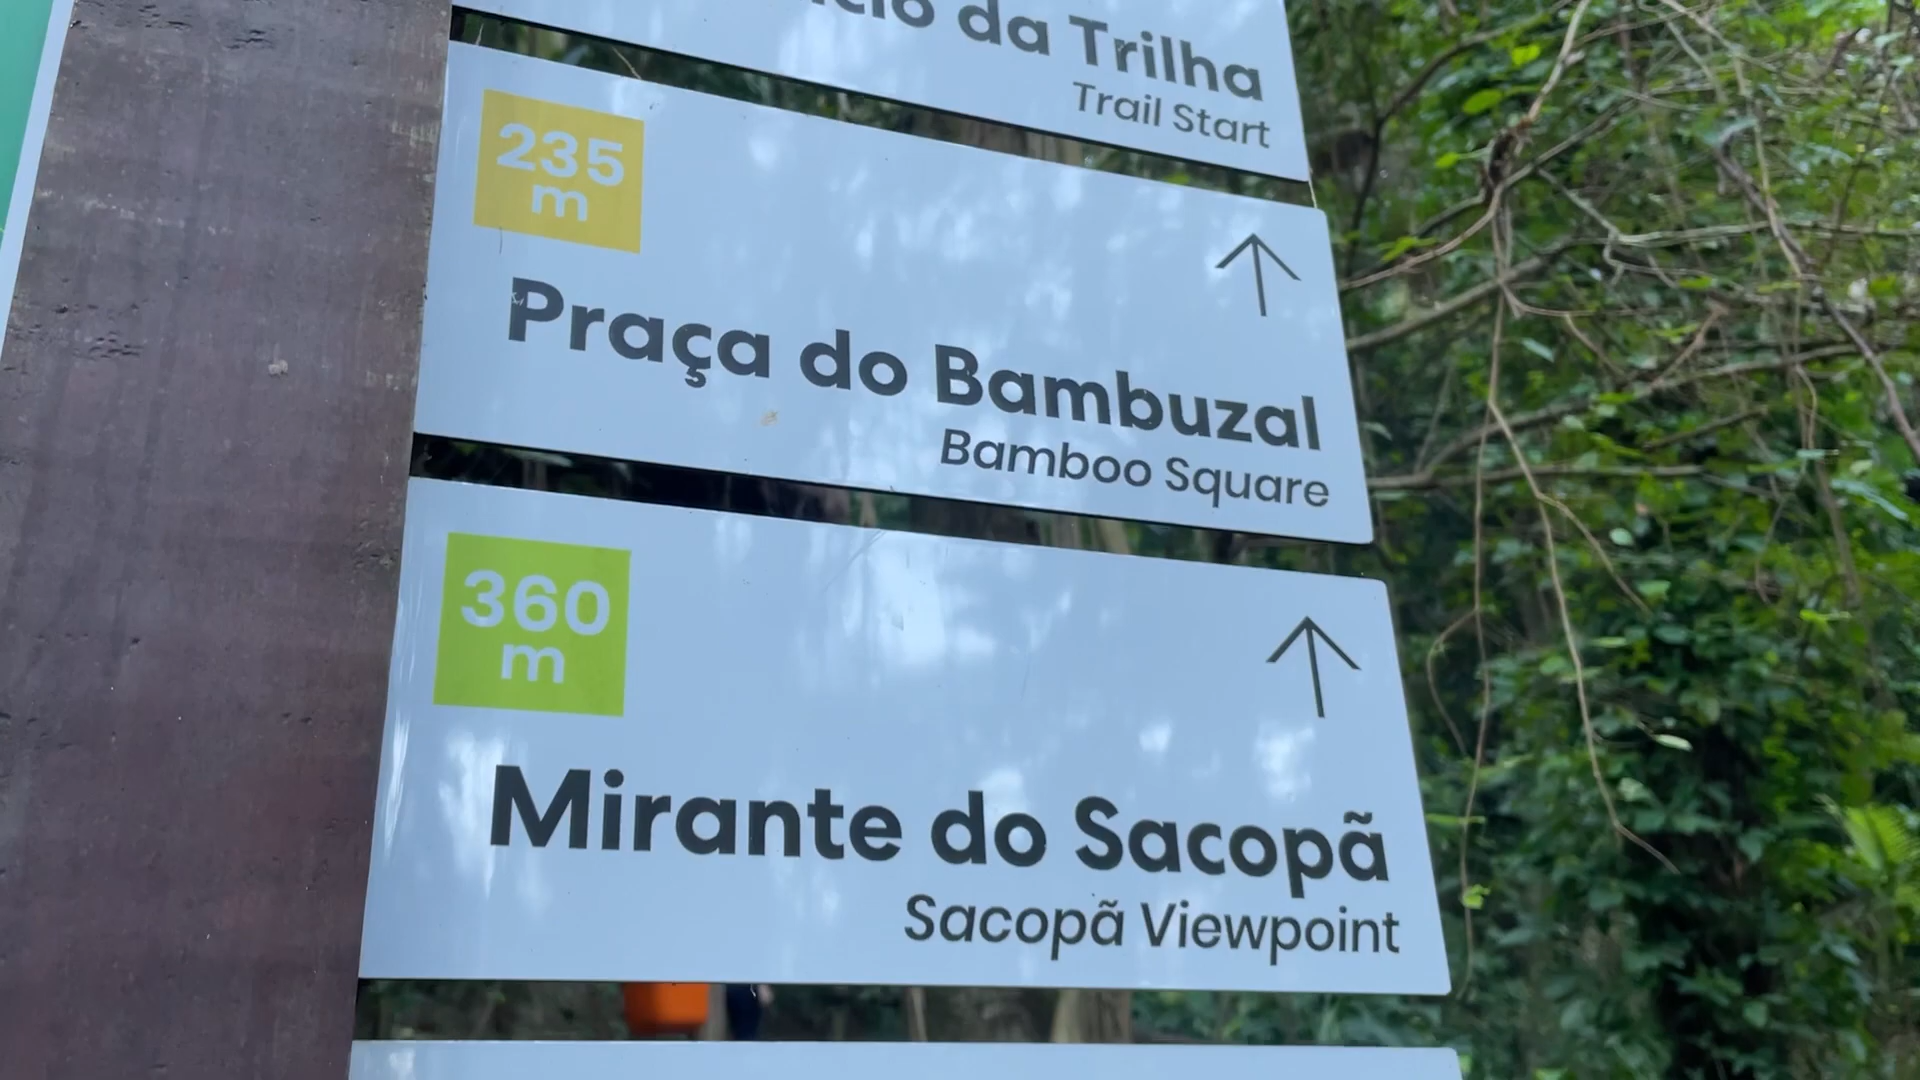 da Trilha
Trail Start
235
m
Praça do Bambuzal
Bamboo Square
360
m
Mirante do Sacopã
Sacopã Viewpoint